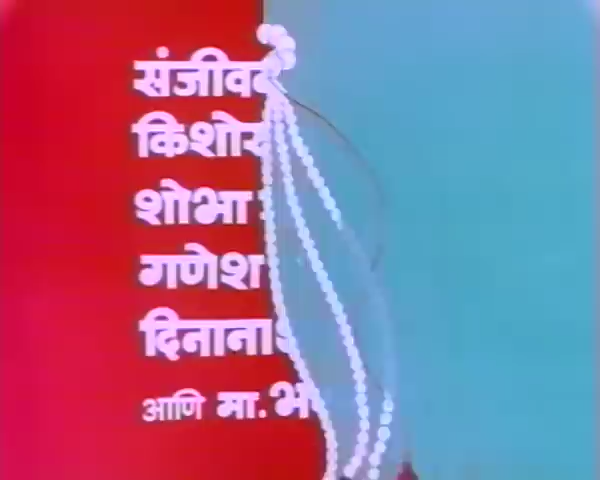 संजीव
किशोर
शोभा
गणेश
दिनाना
आणि मा. भ